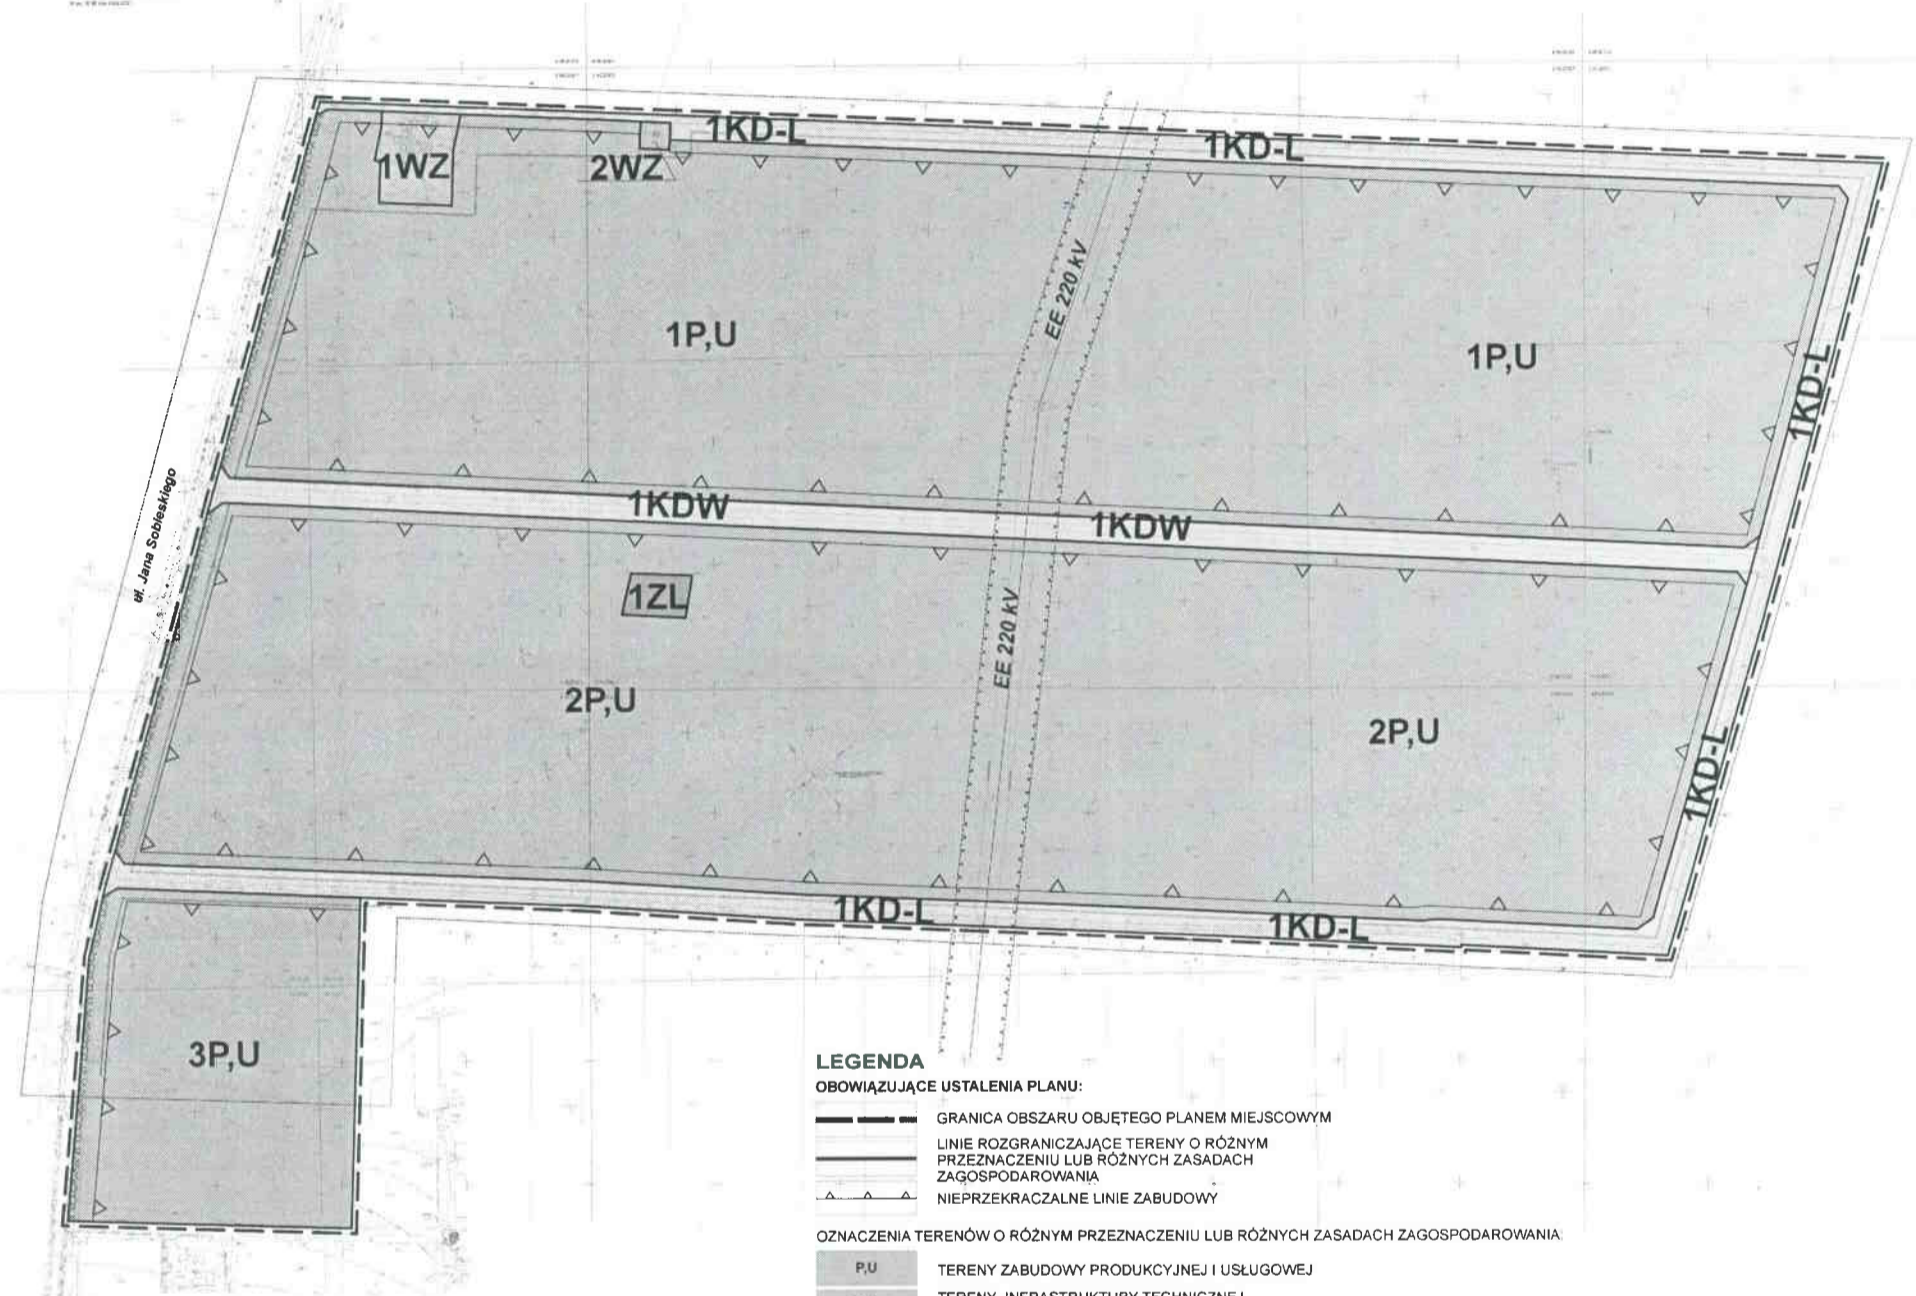 1KD-L
1KD-L
1WZ
2WZ
EE 220 kV
1P,U
1P,U
1KD-L
ul. Jana Sobieskiego
1KDW
1KDW
1ZL
EE 220 kV
2P,U
2P,U
1KD-L
1KD-L
1KD-L
3P,U
LEGENDA
OBOWIĄZUJĄCE USTALENIA PLANU:
GRANICA OBSZARU OBJĘTEGO PLANEM MIEJSCOWYM
LINIE ROZGRANICZAJĄCE TERENY O RÓŻNYM
PRZEZNACZENIU LUB RÓŻNYCH ZASADACH
ZAGOSPODAROWANIA
NIEPRZEKRACZALNE LINIE ZABUDOWY
OZNACZENIA TERENÓW O RÓŻNYM PRZEZNACZENIU LUB RÓŻNYCH ZASADACH ZAGOSPODAROWANIA:
P,U
TERENY ZABUDOWY PRODUKCYJNEJ I USŁUGOWEJ
TERENY INFRASTRUKTURY TECHNICZNEJ